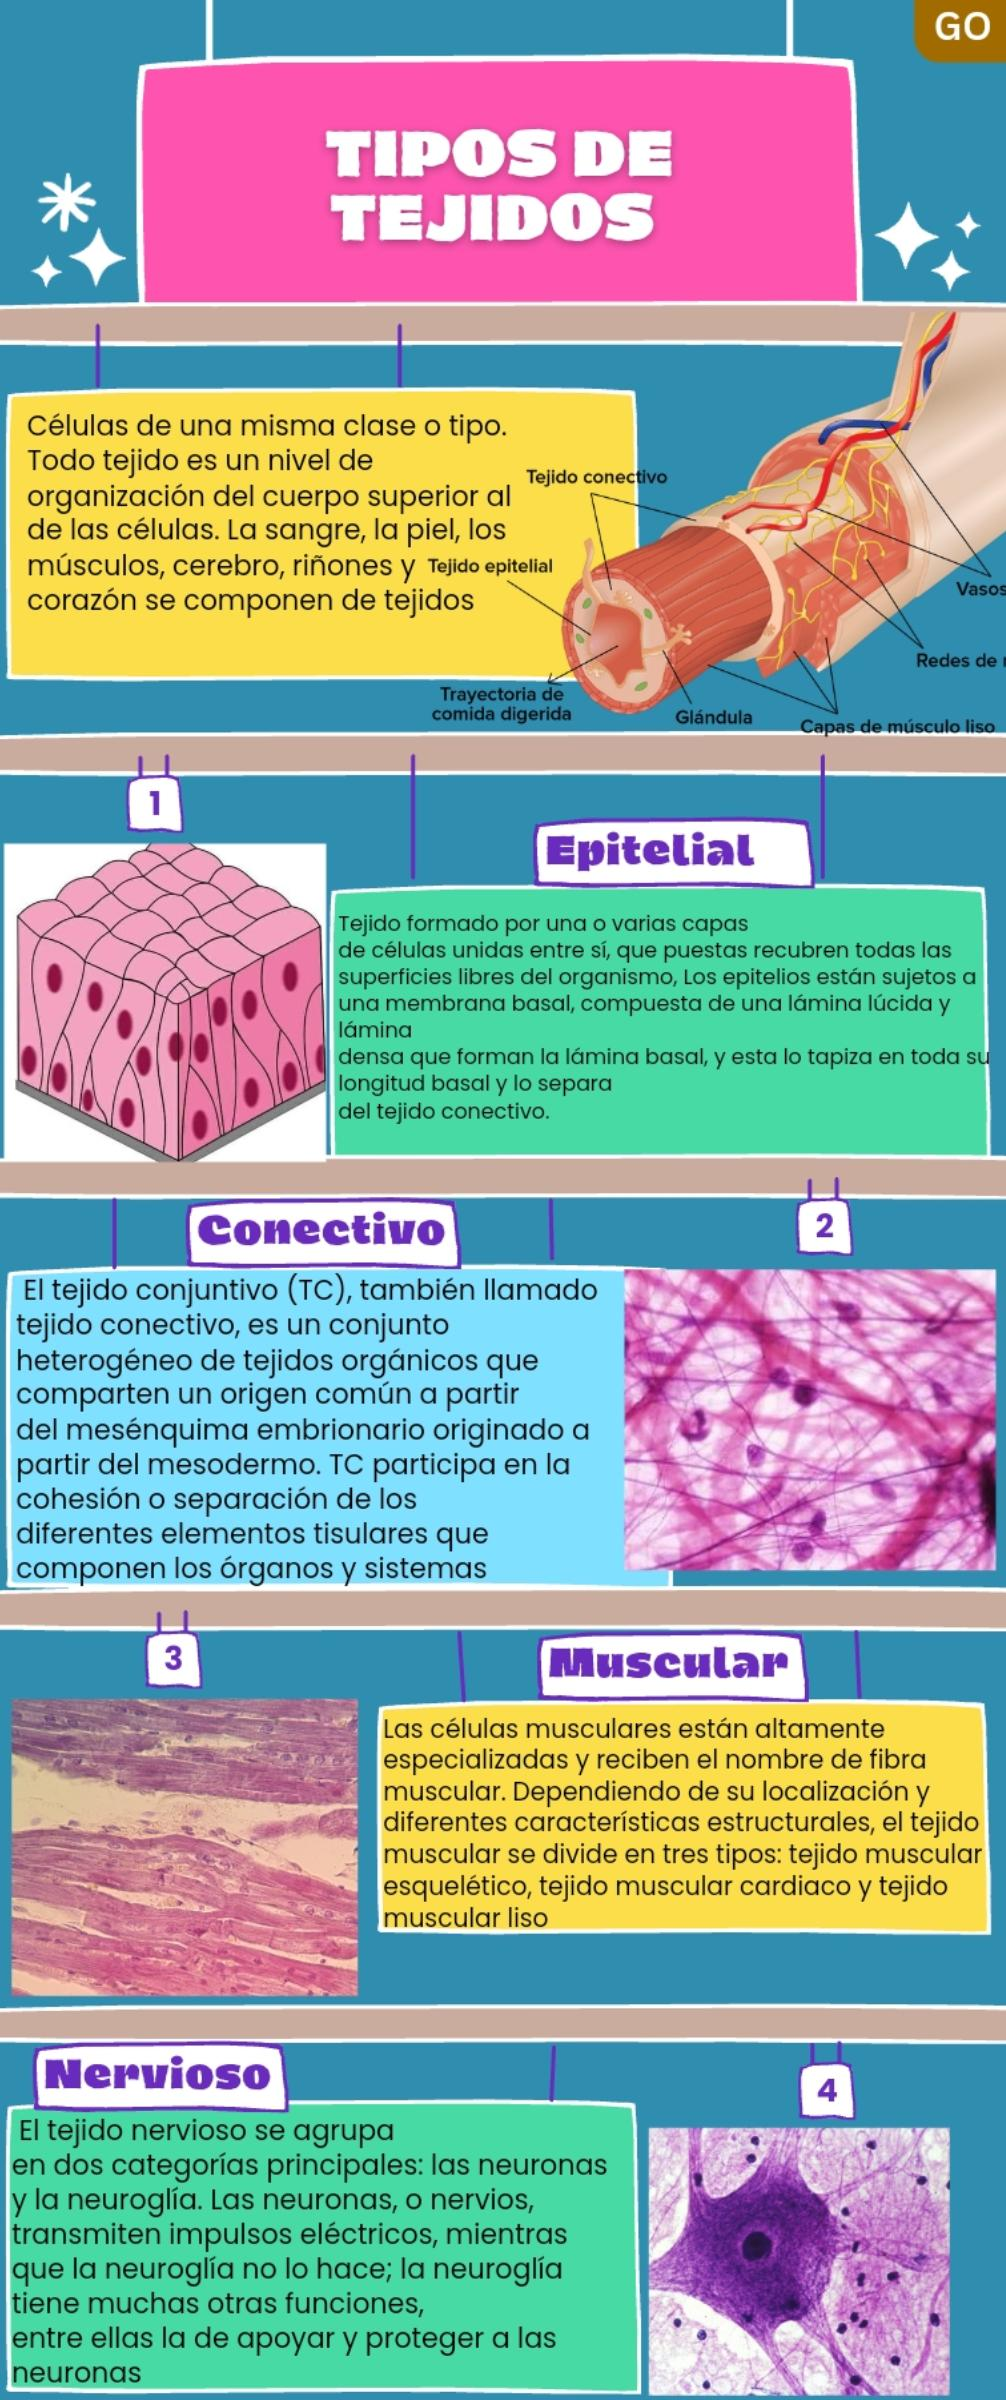 GO
TIPOS DE
TEJIDOS
Células de una misma clase o tipo.
Todo tejido es un nivel de
organización del cuerpo superior al
de las células. La sangre, la piel, los
músculos, cerebro, riñones y
corazón se componen de tejidos
Tejido conectivo
Tejido epitelial
Trayectoria de
comida digerida
Glándula
Capas de músculo liso
Redes de
Vasos
1
Epitelial
Tejido formado por una o varias capas
de células unidas entre sí, que puestas recubren todas las
superficies libres del organismo, Los epitelios están sujetos a
una membrana basal, compuesta de una lámina lúcida y
lámina
densa que forman la lámina basal, y esta lo tapiza en toda su
longitud basal y lo separa
del tejido conectivo.
Conectivo
2
El tejido conjuntivo (TC), también llamado
tejido conectivo, es un conjunto
heterogéneo de tejidos orgánicos que
comparten un origen común a partir
del mesénquima embrionario originado a
partir del mesodermo. TC participa en la
cohesión o separación de los
diferentes elementos tisulares que
componen los órganos y sistemas
3
Muscular
Las células musculares están altamente
especializadas y reciben el nombre de fibra
muscular. Dependiendo de su localización y
diferentes características estructurales, el tejido
muscular se divide en tres tipos: tejido muscular
esquelético, tejido muscular cardiaco y tejido
muscular liso
Nervioso
4
El tejido nervioso se agrupa
en dos categorías principales: las neuronas
y la neuroglía. Las neuronas, o nervios,
transmiten impulsos eléctricos, mientras
que la neuroglía no lo hace; la neuroglía
tiene muchas otras funciones,
entre ellas la de apoyar y proteger a las
neuronas